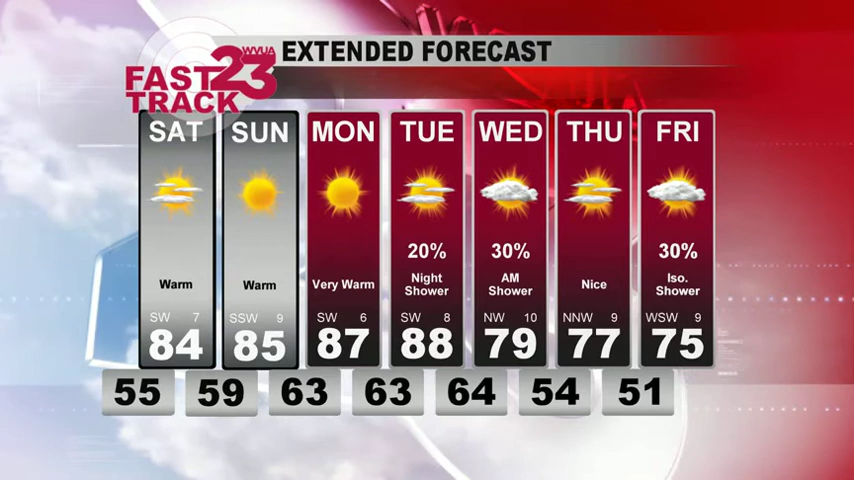 WVUA
23
FAST
TRACK
EXTENDED FORECAST
SAT SUN MON TUE WED THU FRI
20% 30% 30%
Warm Warm Very Warm Night Shower AM Shower Nice Iso. Shower
SW 7 SSW 9 SW 6 SW 8 NW 10 NNW 9 WSW 9
84 85 87 88 79 77 75
55 59 63 63 64 54 51